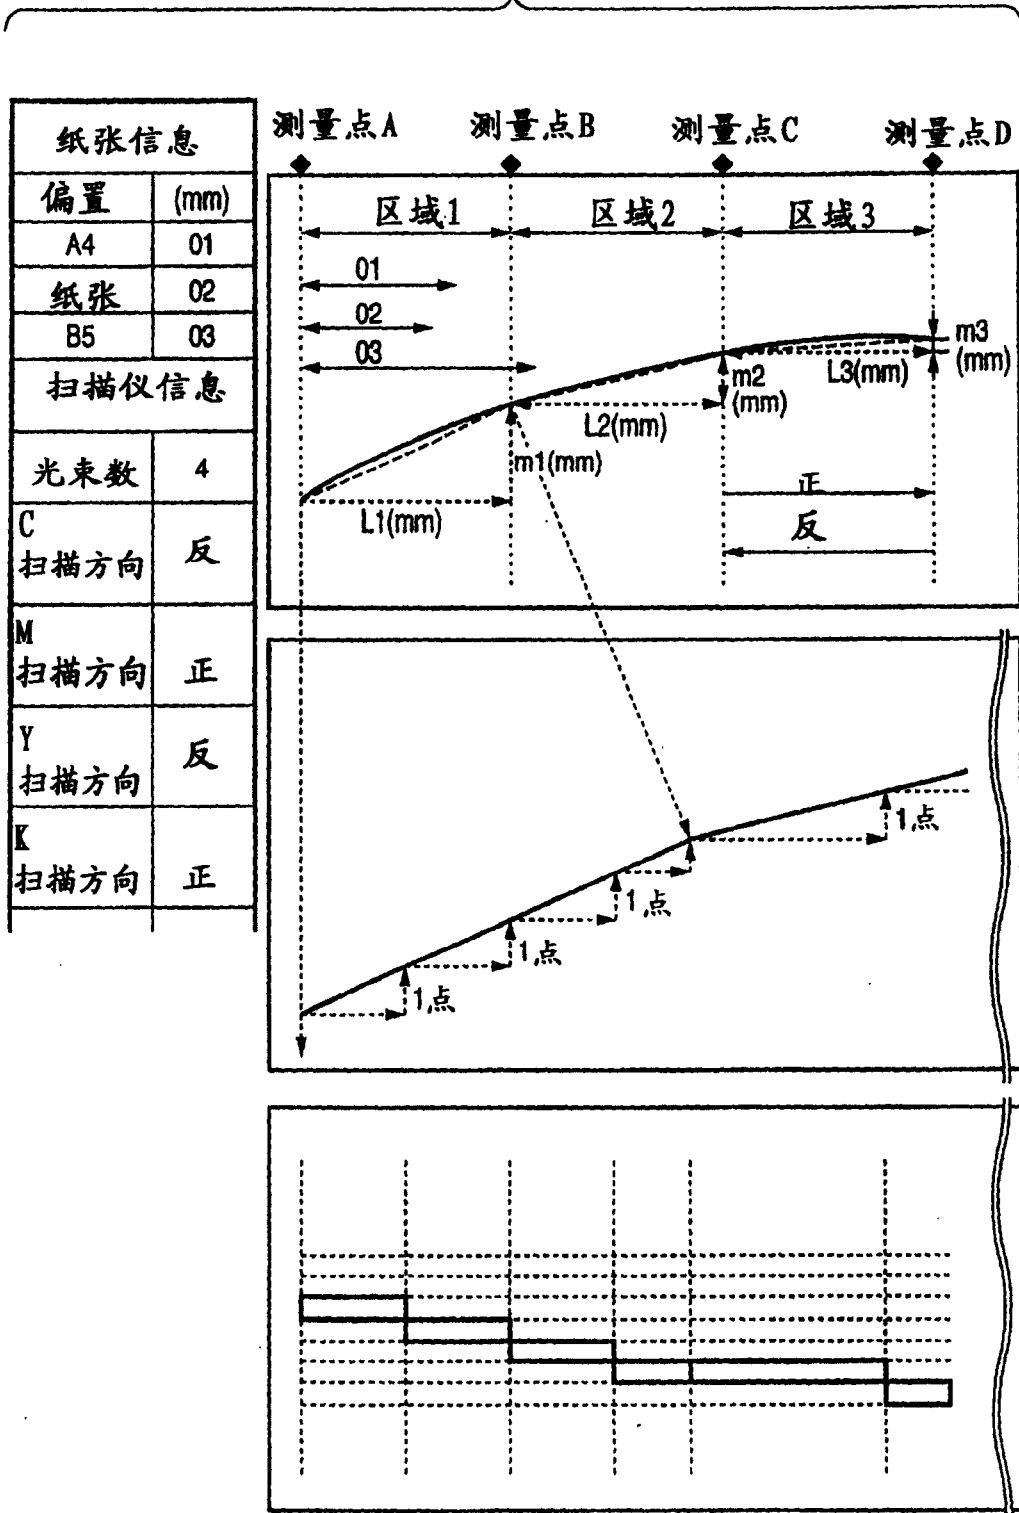 纸张信息
偏置 (mm)
A4 01
纸张 02
B5 03
扫描仪信息
光束数 4
C
扫描方向 反
M
扫描方向 正
Y
扫描方向 反
K
扫描方向 正
测量点A 测量点B 测量点C 测量点D
区域1 区域2 区域3
01
02
03
m3
(mm)
L3(mm)
m2
(mm)
L2(mm)
m1(mm)
L1(mm)
正
反
1点
1点
1点
1点